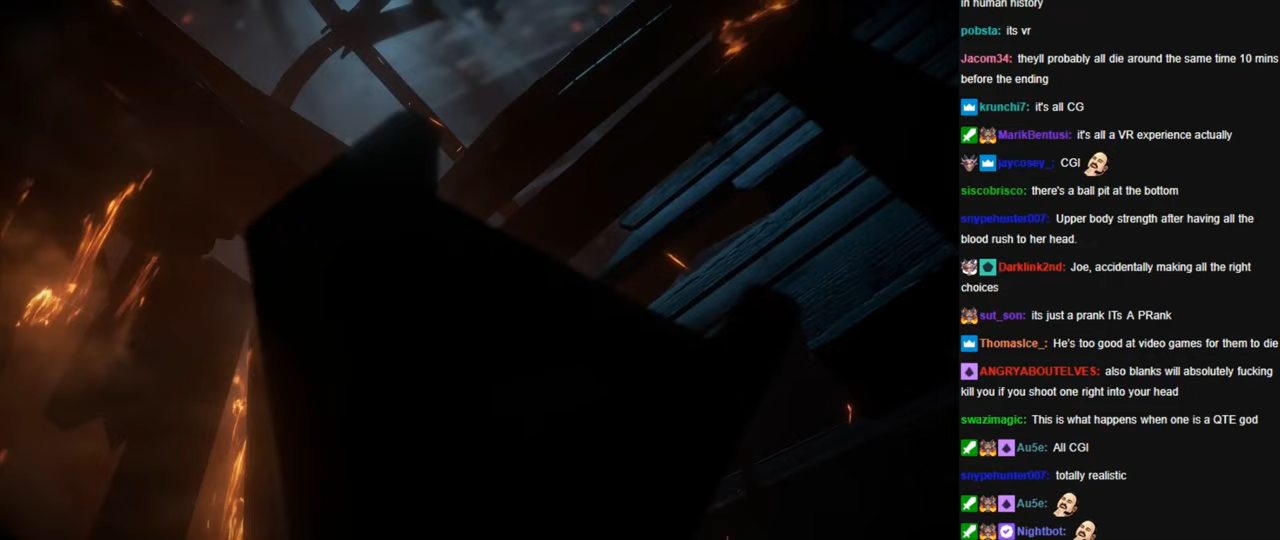 in human history
pobsta: its vr
Jacom34: theyll probably all die around the same time 10 mins
before the ending
krunchi7: it's all CG
MarikBentusi: it's all a VR experience actually
jaycosey_: CGI
siscobrisco: there's a ball pit at the bottom
snypehunter007: Upper body strength after having all the
blood rush to her head.
Darklink2nd: Joe, accidentally making all the right
choices
sut_son: its just a prank ITs A PRank
ThomasIce_: He's too good at video games for them to die
ANGRYABOUTELVES: also blanks will absolutely fucking
kill you if you shoot one right into your head
swazimagic: This is what happens when one is a QTE god
Au5e: All CGI
snypehunter007: totally realistic
Au5e:
Nightbot: